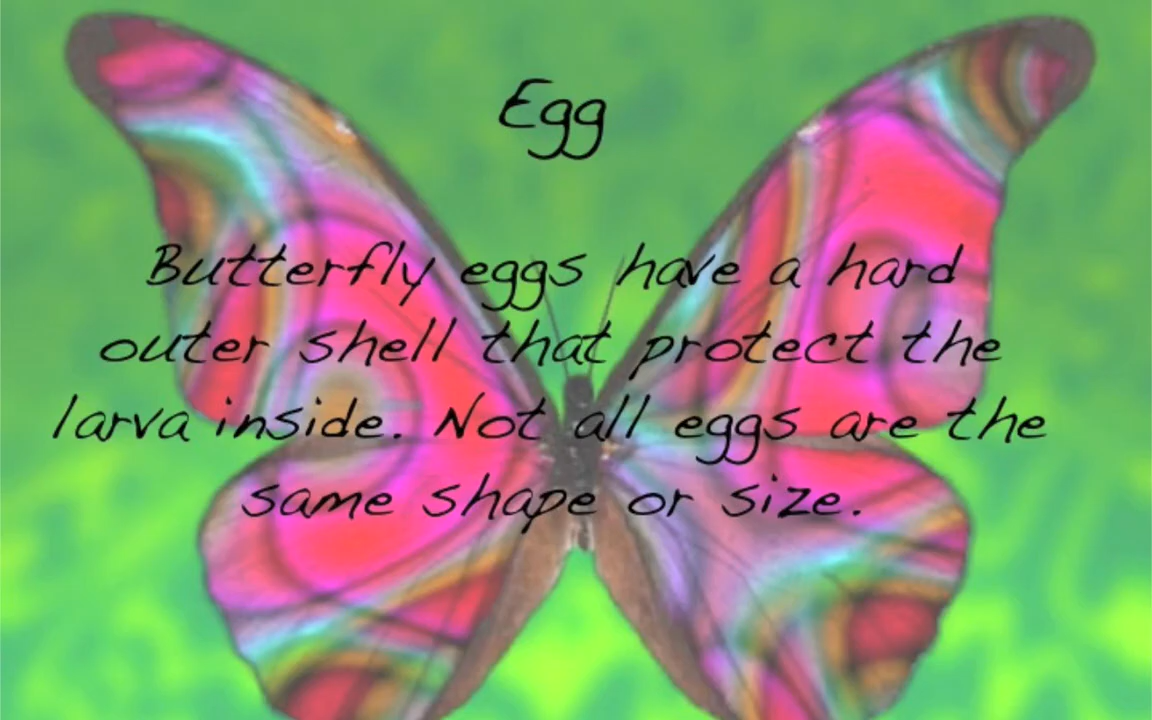 Egg
Butterfly eggs have a hard
outer shell that protect the
larva inside. Not all eggs are the
same shape or size.